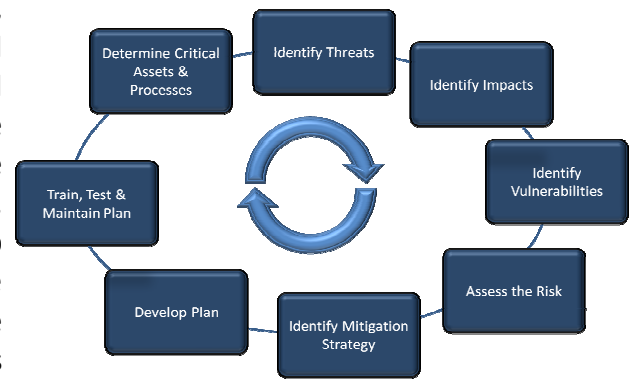 Determine Critical
Assets &
Processes
Identify Threats
Identify Impacts
Identify
Vulnerabilities
Assess the Risk
Identify Mitigation
Strategy
Develop Plan
Train, Test &
Maintain Plan